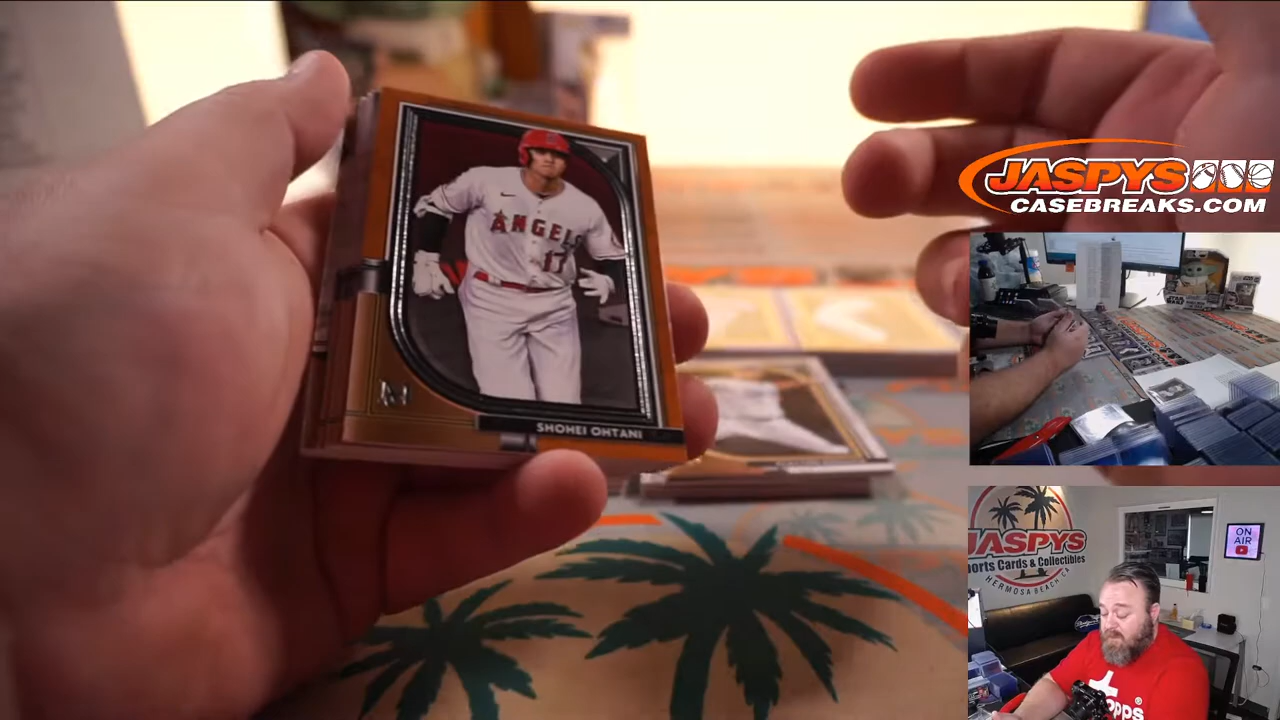 ANGELS
17
SHOHEI OHTANI
JASPYS
CASEBREAKS.COM
ON
AIR
JASPYS
Sports Cards & Collectibles
HERMOSA BEACH, CA